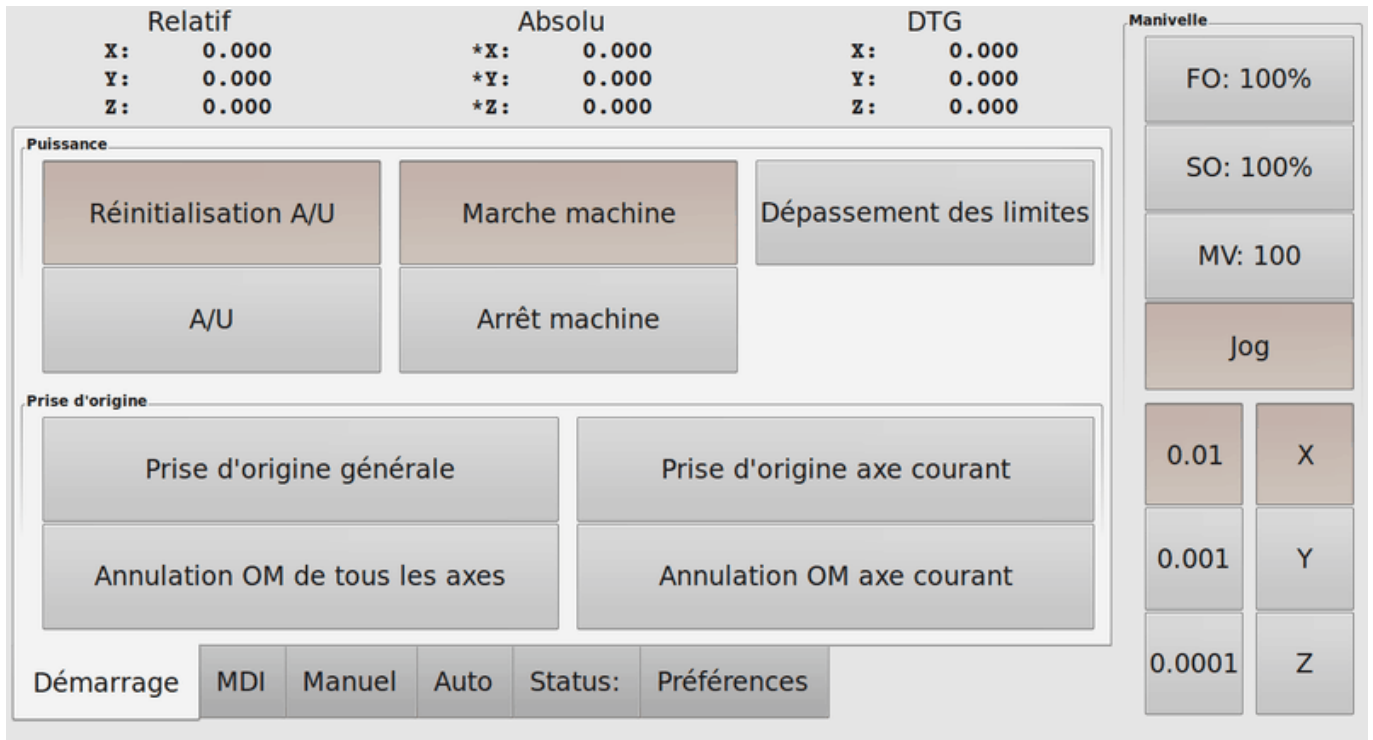 Relatif Absolu DTG
X: 0.000 *X: 0.000 X: 0.000
Y: 0.000 *Y: 0.000 Y: 0.000
Z: 0.000 *Z: 0.000 Z: 0.000
Puissance
Réinitialisation A/U Marche machine Dépassement des limites
A/U Arrêt machine
Prise d'origine
Prise d'origine générale Prise d'origine axe courant
Annulation OM de tous les axes Annulation OM axe courant
Démarrage MDI Manuel Auto Status: Préférences
Manivelle
FO: 100%
SO: 100%
MV: 100
Jog
0.01 X
0.001 Y
0.0001 Z